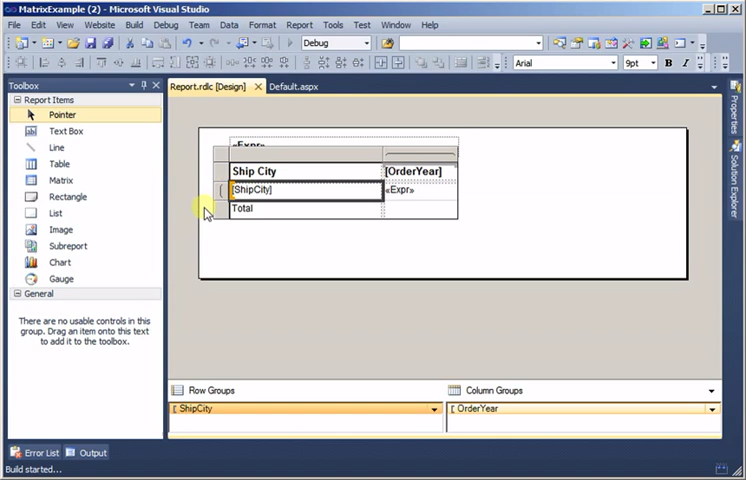 MatrixExample (2) - Microsoft Visual Studio
File Edit View Website Build Debug Team Data Format Report Tools Test Window Help
Debug
Arial 9pt B I
Toolbox
Report.rdlc [Design] Default.aspx
Report Items
Pointer
Text Box
Line
Table
Matrix
Rectangle
List
Image
Subreport
Chart
Gauge
General
There are no usable controls in this
group. Drag an item onto this text
to add it to the toolbox.
«Expr»
Ship City [OrderYear]
[ShipCity] «Expr»
Total
Row Groups Column Groups
[ ShipCity [ OrderYear
Properties
Solution Explorer
Error List Output
Build started...